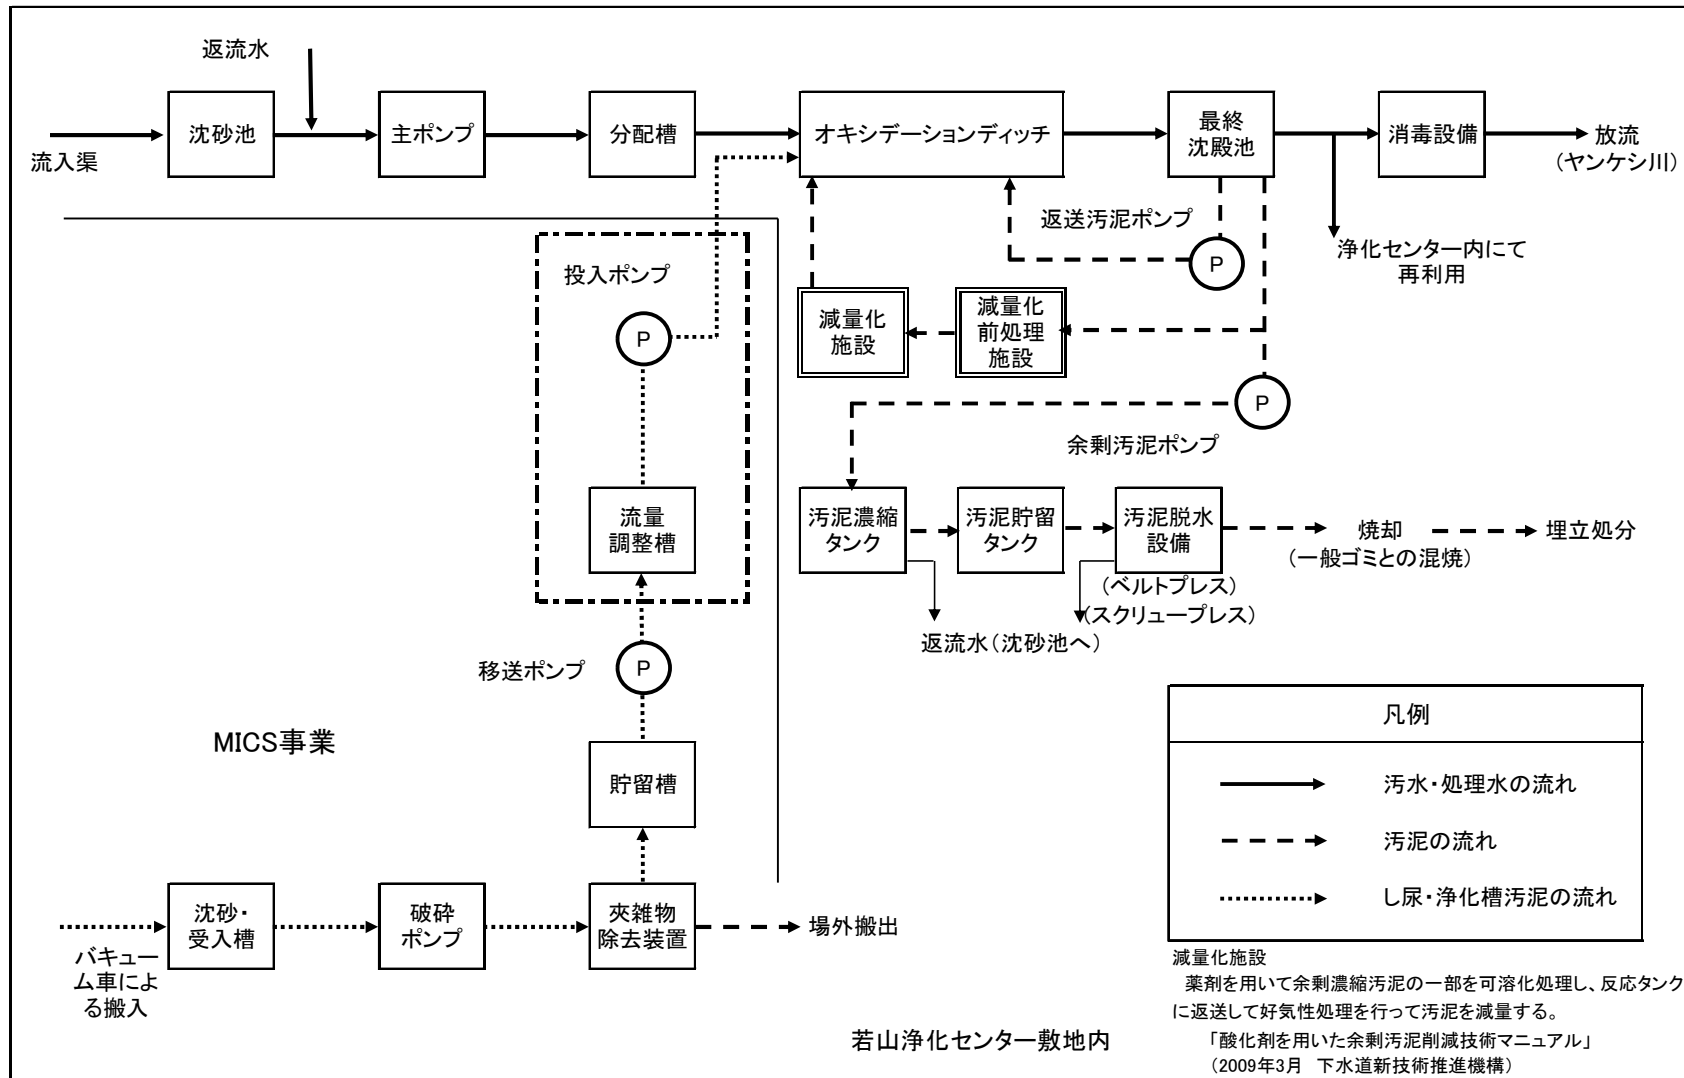 返流水
流入渠
沈砂池
主ポンプ
分配槽
オキシデーションディッチ
最終
沈殿池
消毒設備
放流
(ヤンケシ川)
返送汚泥ポンプ
P
浄化センター内にて
再利用
投入ポンプ
P
減量化
施設
減量化
前処理
施設
P
余剰汚泥ポンプ
流量
調整槽
汚泥濃縮
タンク
汚泥貯留
タンク
汚泥脱水
設備
(ベルトプレス)
(スクリュープレス)
焼却
(一般ゴミとの混焼)
埋立処分
返流水(沈砂池へ)
移送ポンプ
P
MICS事業
貯留槽
沈砂・
受入槽
破砕
ポンプ
夾雑物
除去装置
場外搬出
バキュー
ム車によ
る搬入
凡例
汚水・処理水の流れ
汚泥の流れ
し尿・浄化槽汚泥の流れ
減量化施設
薬剤を用いて余剰濃縮汚泥の一部を可溶化処理し、反応タンク
に返送して好気性処理を行って汚泥を減量する。
「酸化剤を用いた余剰汚泥削減技術マニュアル」
(2009年3月 下水道新技術推進機構)
若山浄化センター敷地内